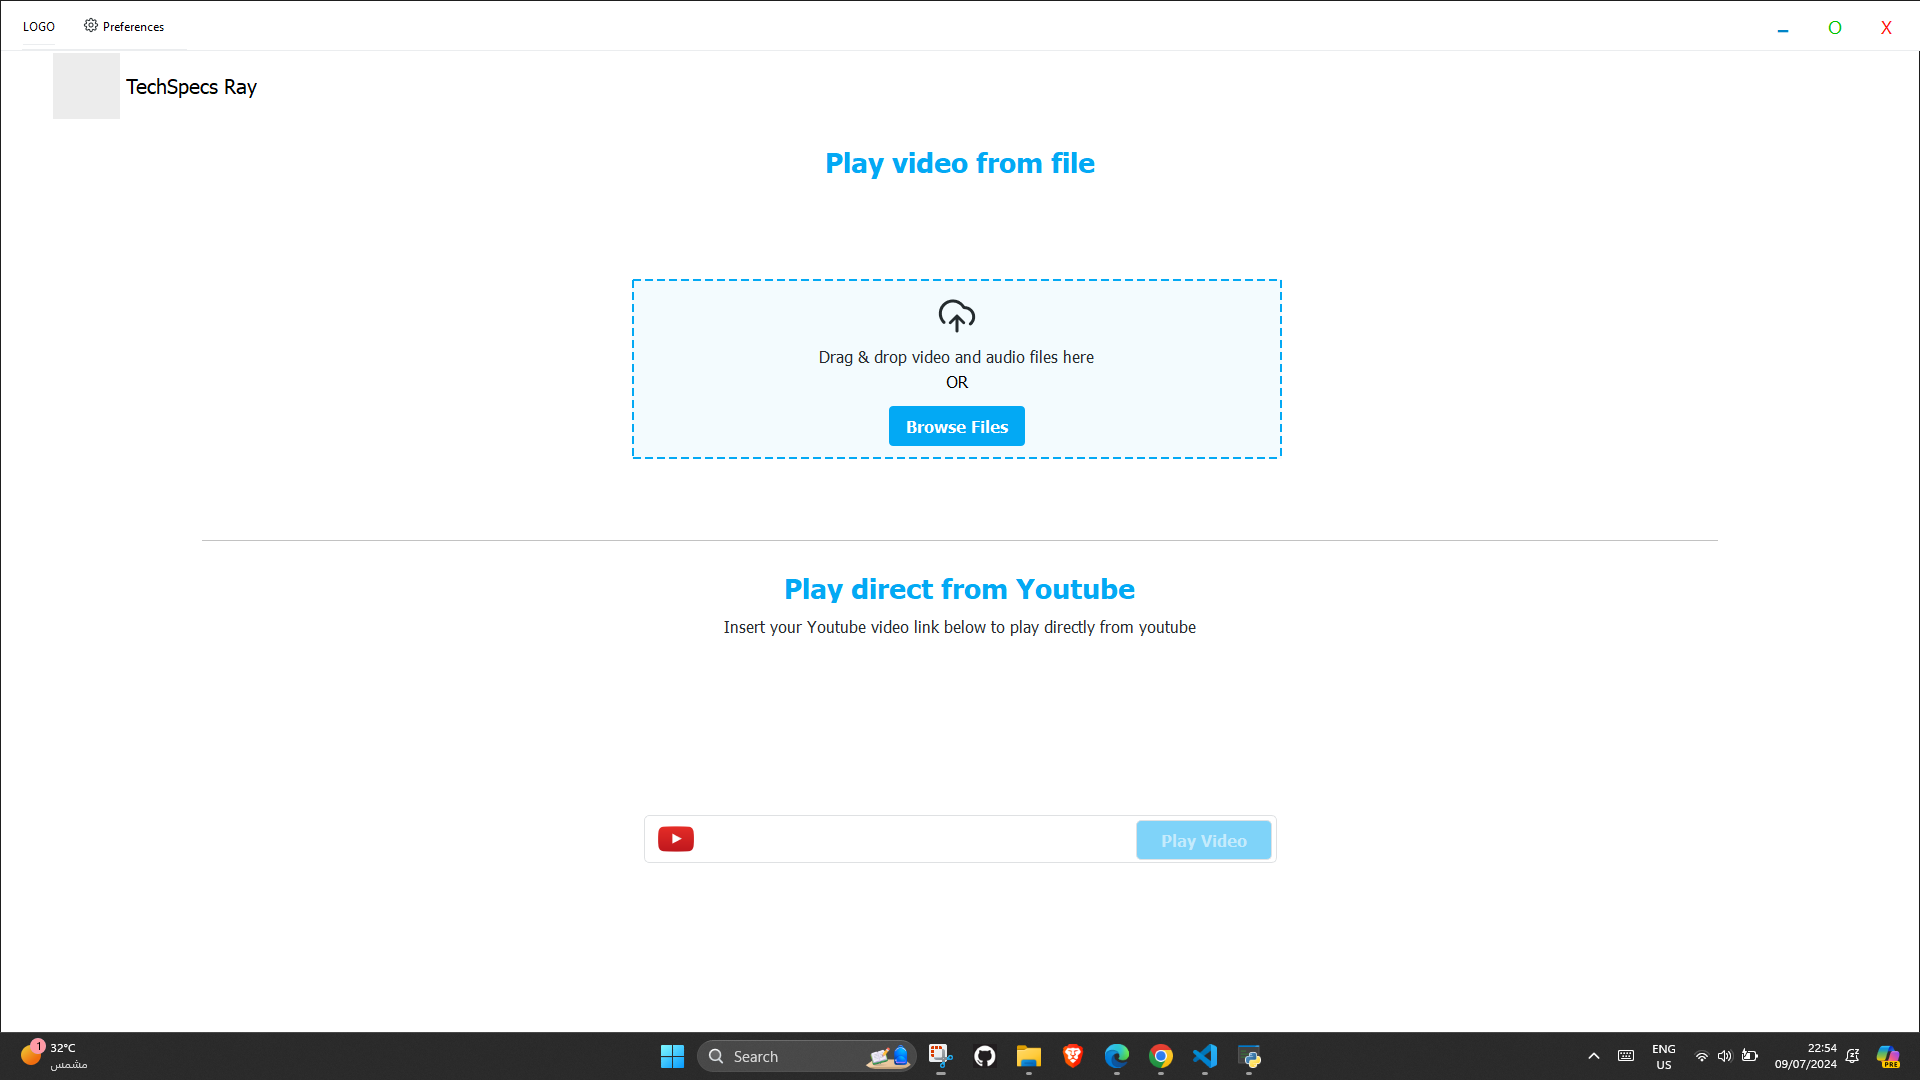 LOGO Preferences
O X
TechSpecs Ray
Play video from file
Drag & drop video and audio files here
OR
Browse Files
Play direct from Youtube
Insert your Youtube video link below to play directly from youtube
Play Video
1
32°C
مشمس
Search
ENG
US
22:54
09/07/2024
PRE